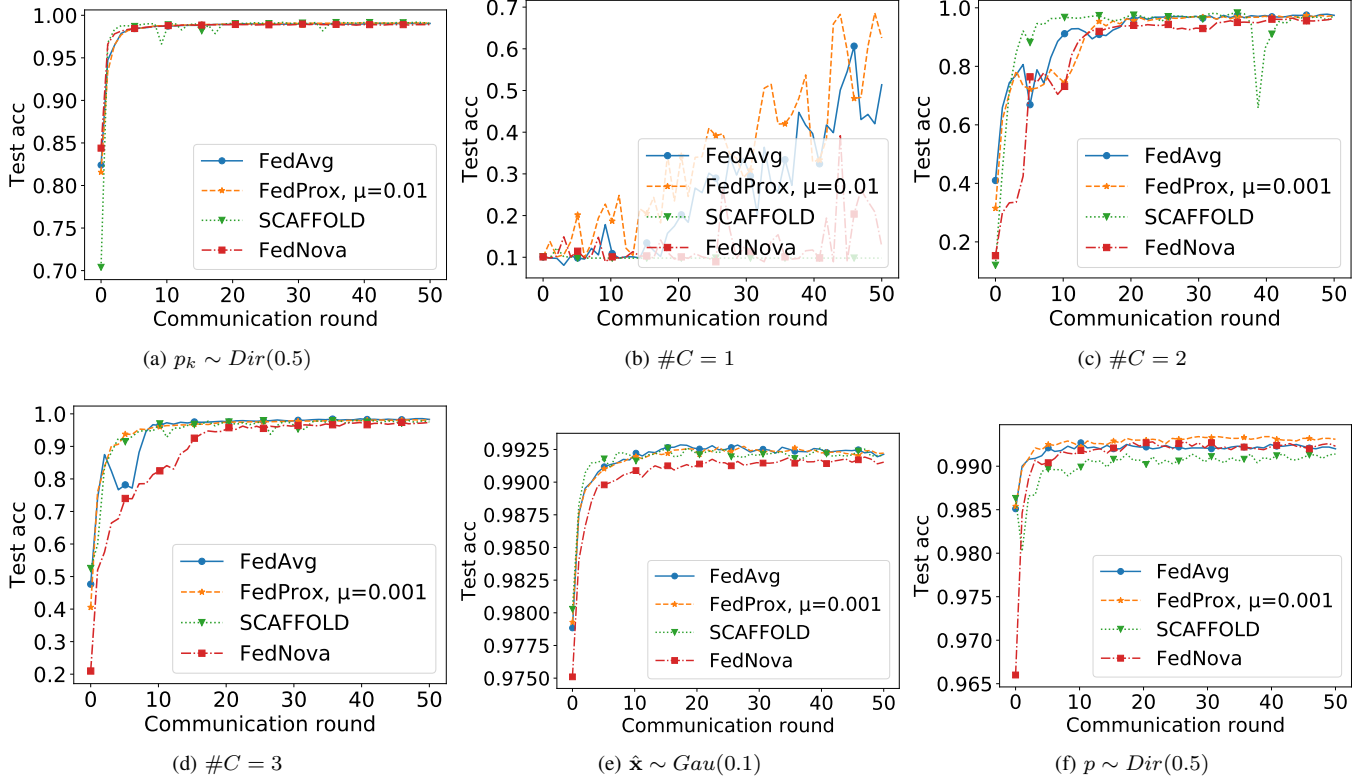 1.00
0.95
0.90
0.85
0.80
0.75
0.70
Test acc
FedAvg
FedProx, μ=0.01
SCAFFOLD
FedNova
0 10 20 30 40 50
Communication round
(a) p_k ∼ Dir(0.5)
0.7
0.6
0.5
0.4
0.3
0.2
0.1
Test acc
FedAvg
FedProx, μ=0.01
SCAFFOLD
FedNova
0 10 20 30 40 50
Communication round
(b) #C = 1
1.0
0.8
0.6
0.4
0.2
Test acc
FedAvg
FedProx, μ=0.001
SCAFFOLD
FedNova
0 10 20 30 40 50
Communication round
(c) #C = 2
1.0
0.9
0.8
0.7
0.6
0.5
0.4
0.3
0.2
Test acc
FedAvg
FedProx, μ=0.001
SCAFFOLD
FedNova
0 10 20 30 40 50
Communication round
(d) #C = 3
0.9925
0.9900
0.9875
0.9850
0.9825
0.9800
0.9775
0.9750
Test acc
FedAvg
FedProx, μ=0.001
SCAFFOLD
FedNova
0 10 20 30 40 50
Communication round
(e) x̂ ∼ Gau(0.1)
0.990
0.985
0.980
0.975
0.970
0.965
Test acc
FedAvg
FedProx, μ=0.001
SCAFFOLD
FedNova
0 10 20 30 40 50
Communication round
(f) p ∼ Dir(0.5)